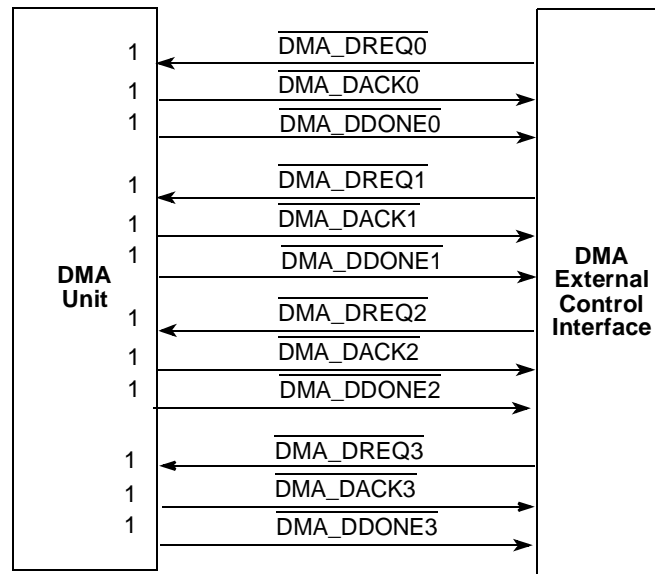 1 DMA_DREQ0
1 DMA_DACK0
1 DMA_DDONE0
1 DMA_DREQ1
1 DMA_DACK1
1 DMA_DDONE1
DMA
Unit
DMA
External
Control
Interface
1 DMA_DREQ2
1 DMA_DACK2
1 DMA_DDONE2
1 DMA_DREQ3
1 DMA_DACK3
1 DMA_DDONE3